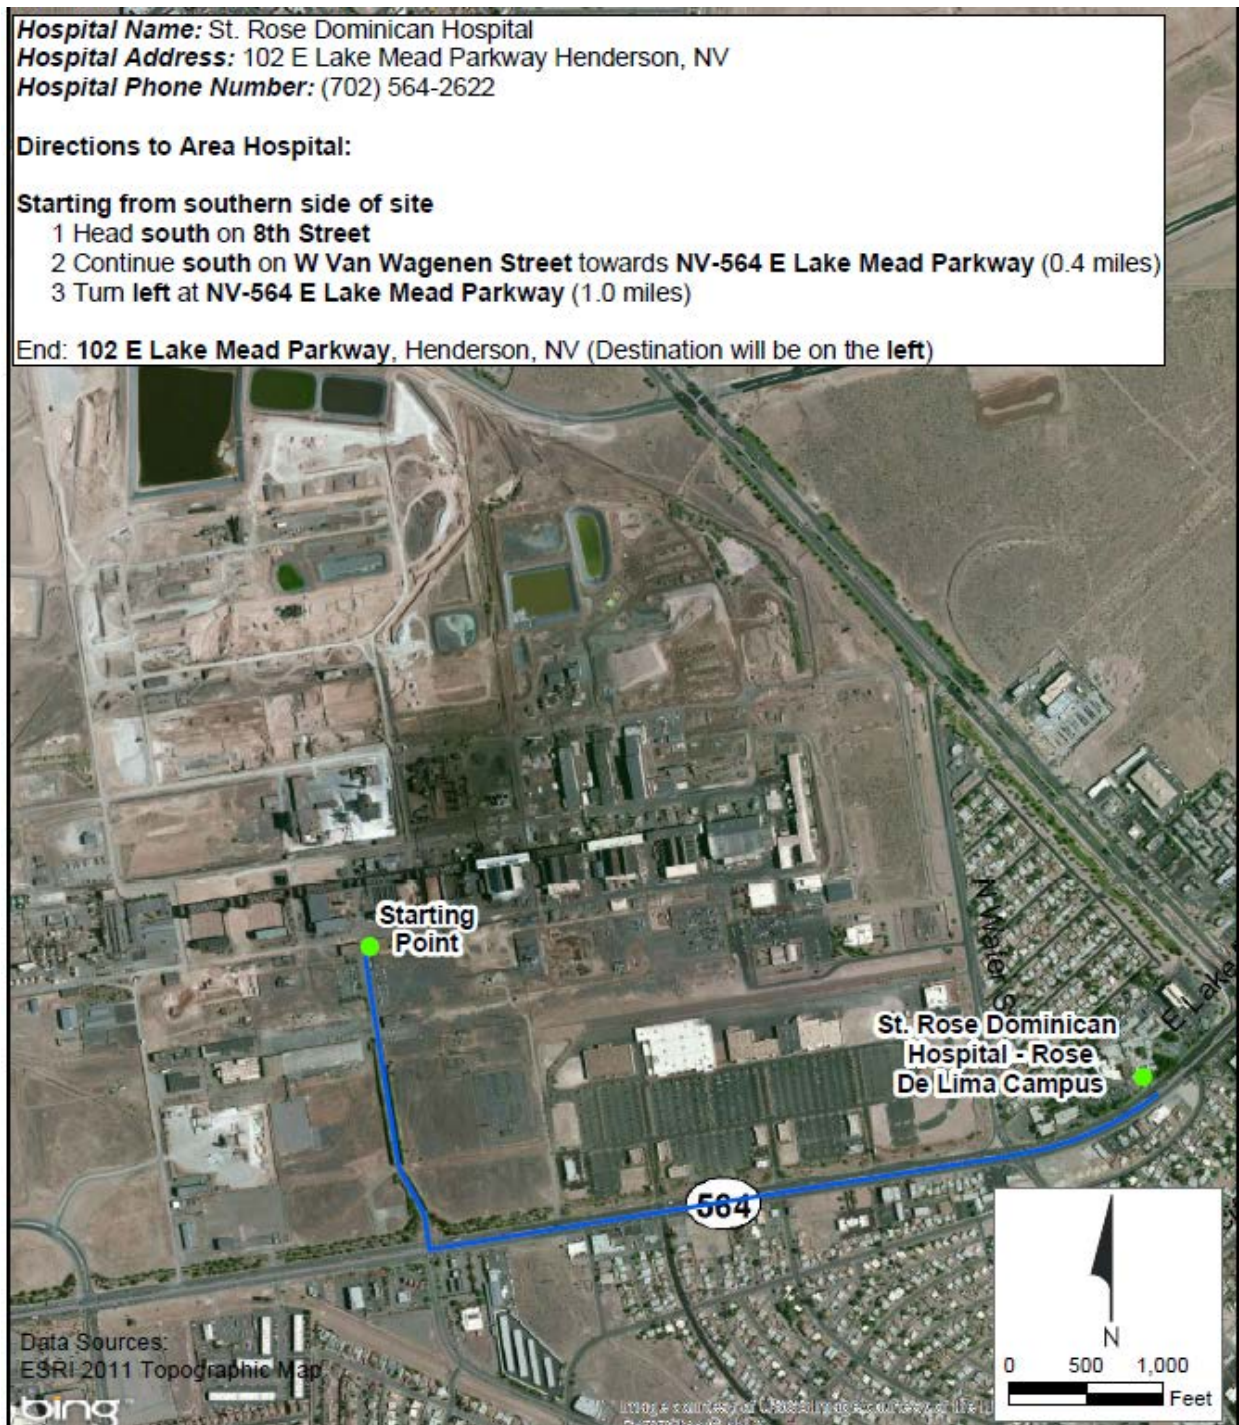 Hospital Name: St. Rose Dominican Hospital
Hospital Address: 102 E Lake Mead Parkway Henderson, NV
Hospital Phone Number: (702) 564-2622
Directions to Area Hospital:
Starting from southern side of site
1 Head south on 8th Street
2 Continue south on W Van Wagenen Street towards NV-564 E Lake Mead Parkway (0.4 miles)
3 Turn left at NV-564 E Lake Mead Parkway (1.0 miles)
End: 102 E Lake Mead Parkway, Henderson, NV (Destination will be on the left)
Starting
Point
N Water S
E Lake
St. Rose Dominican
Hospital - Rose
De Lima Campus
564
N
0 500 1,000
Feet
Data Sources:
ESRI 2011 Topographic Map
bing
Image courtesy of